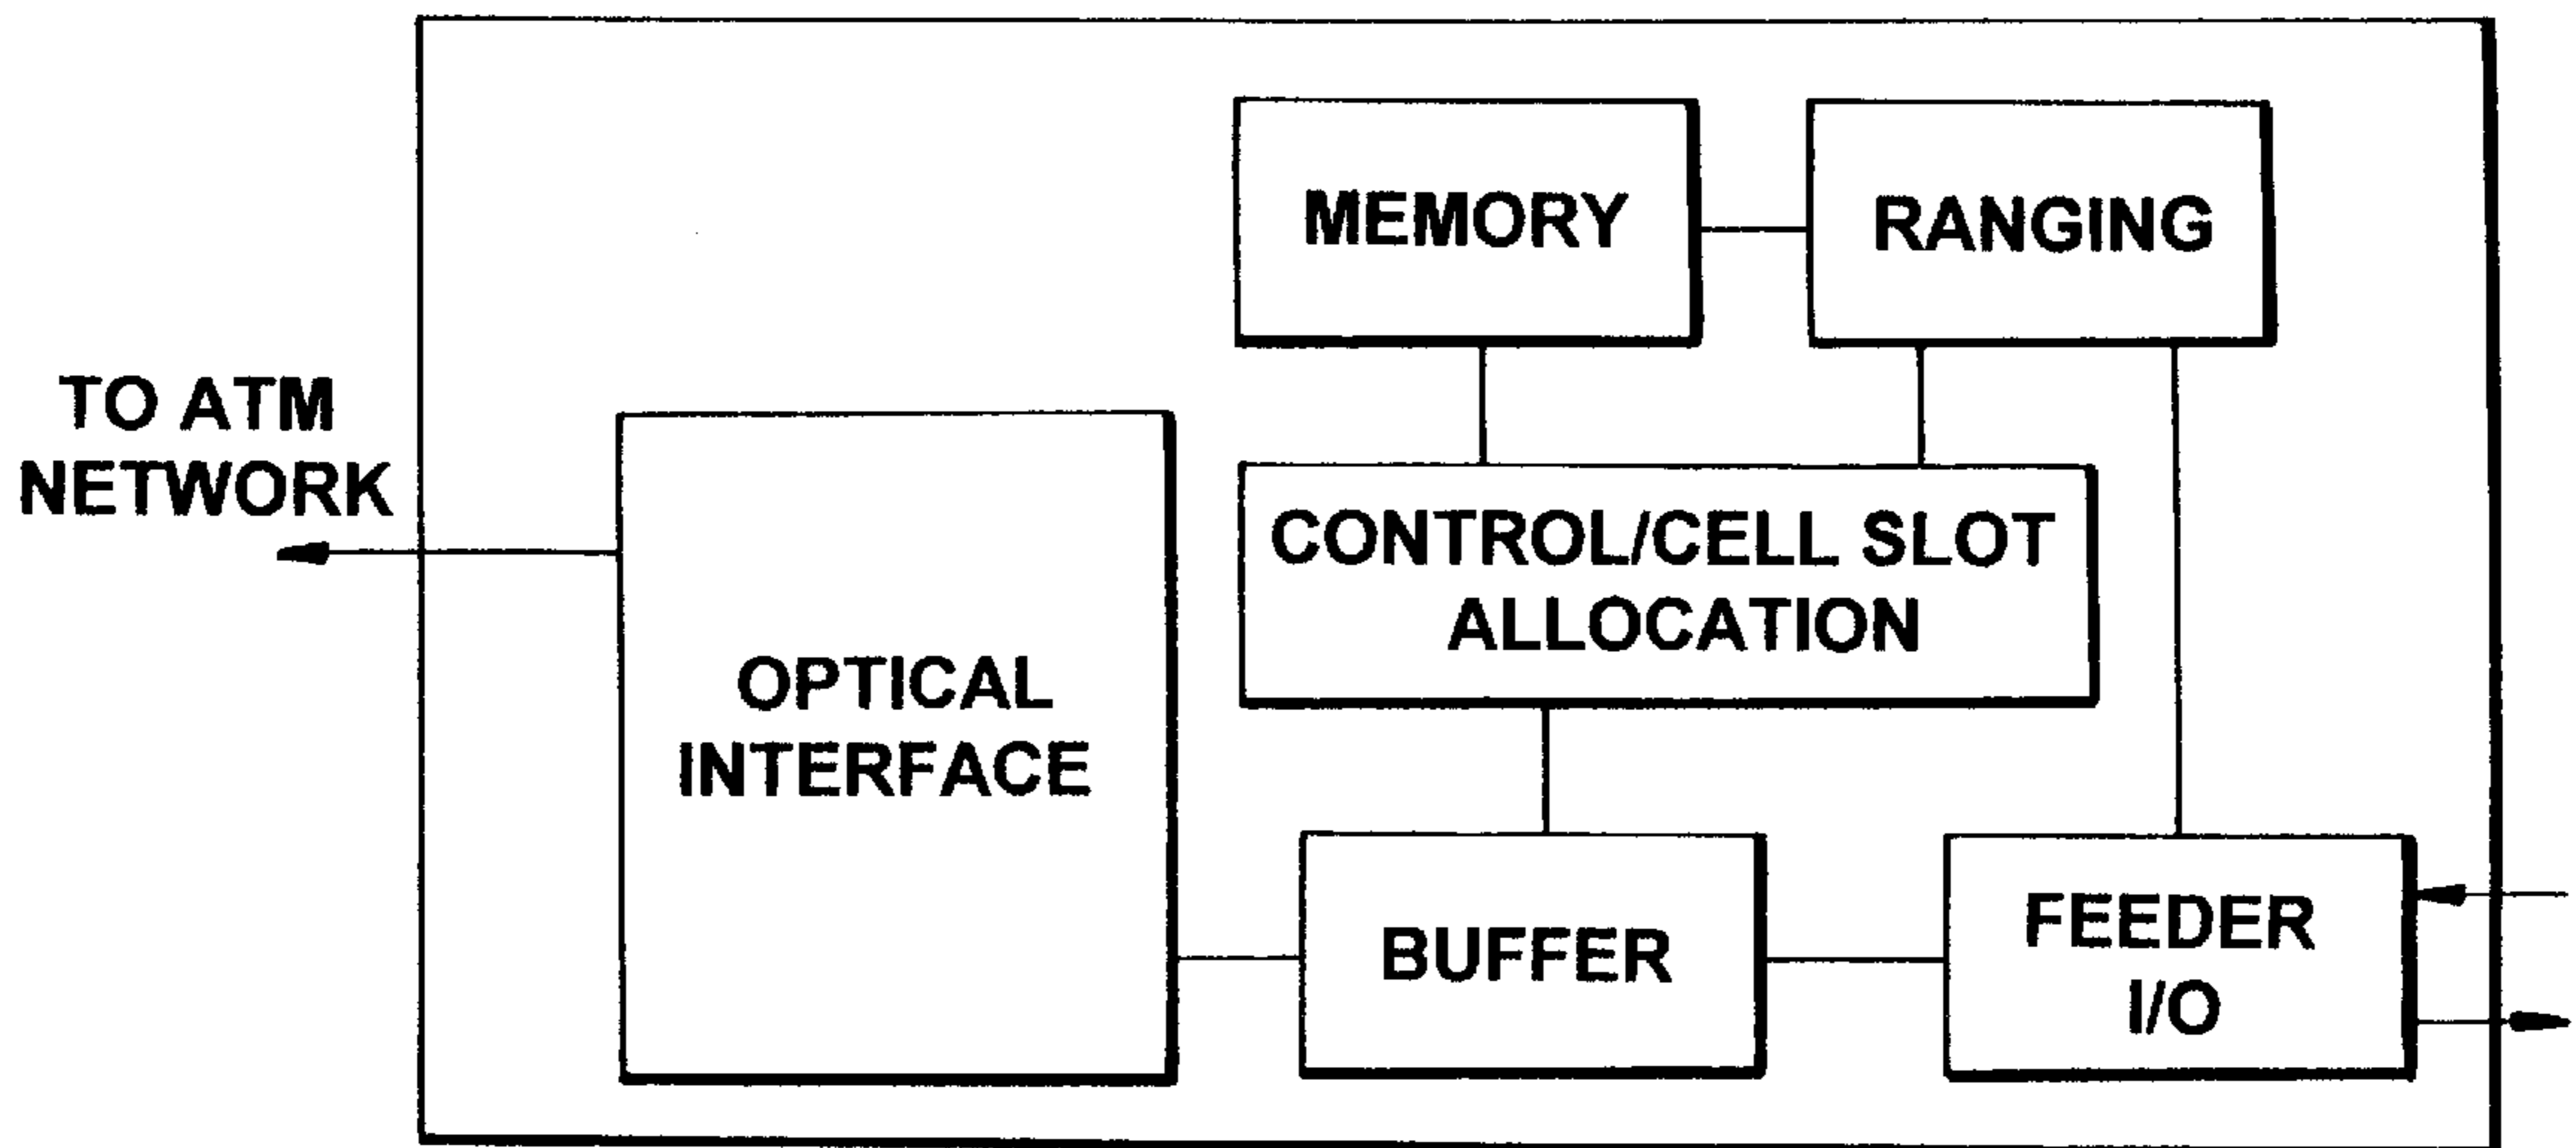 MEMORY
RANGING
TO ATM
NETWORK
CONTROL/CELL SLOT
ALLOCATION
OPTICAL
INTERFACE
BUFFER
FEEDER
I/O